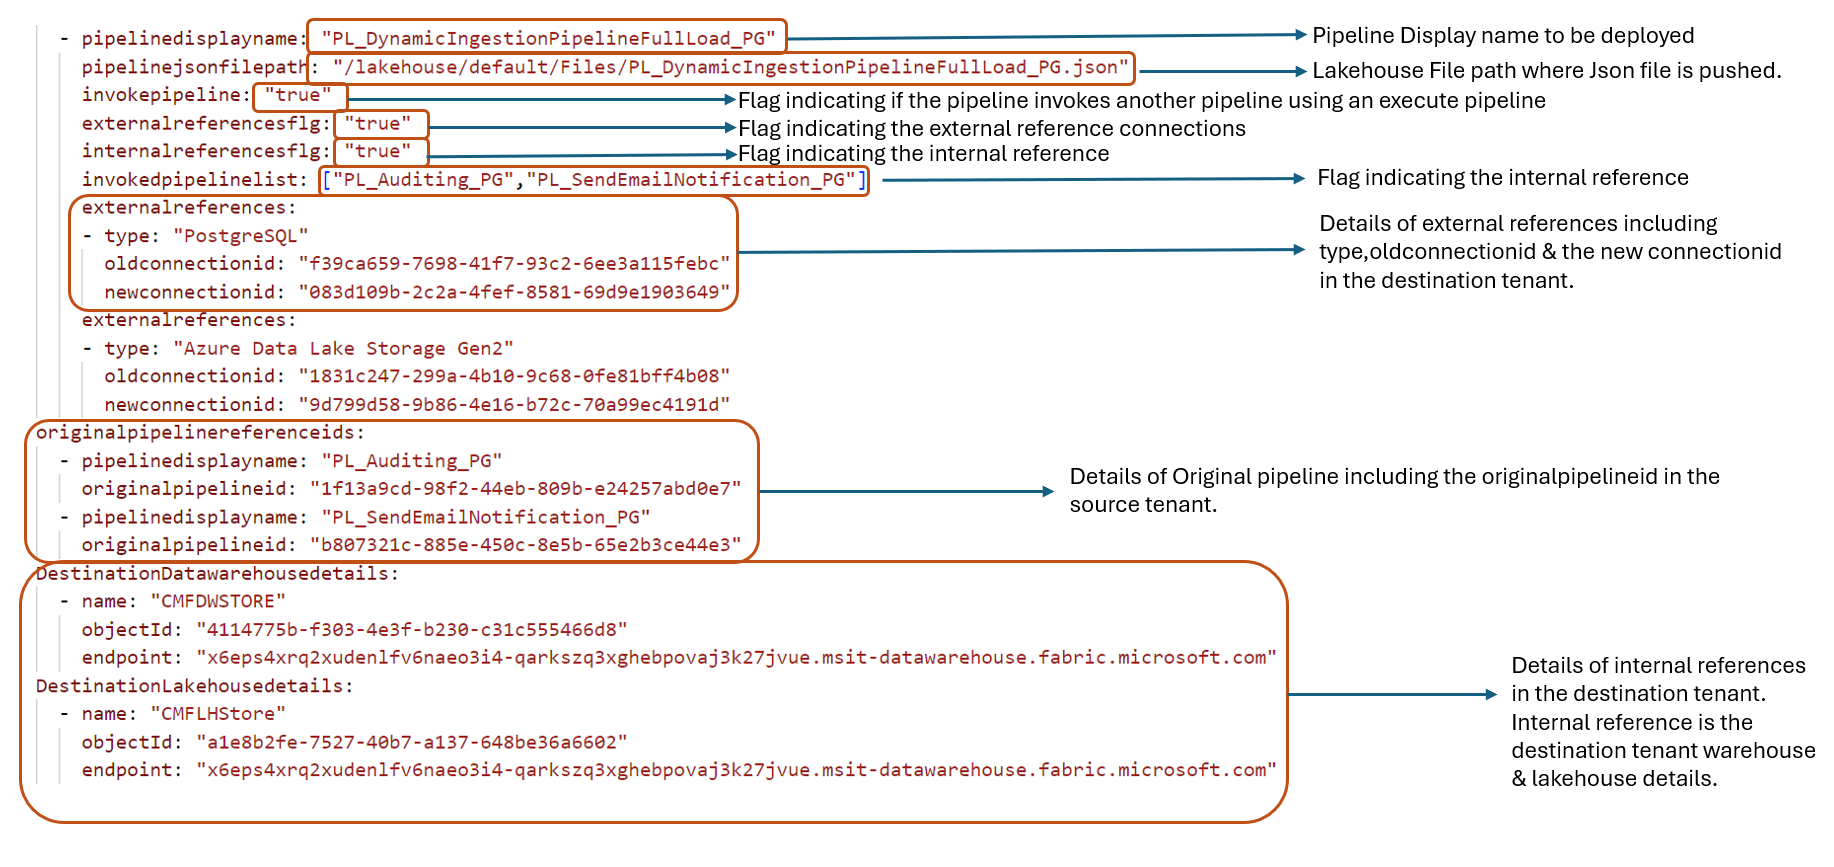 - pipelinedisplayname: "PL_DynamicIngestionPipelineFullLoad_PG"
Pipeline Display name to be deployed
pipelinejsonfilepath: "/lakehouse/default/Files/PL_DynamicIngestionPipelineFullLoad_PG.json"
Lakehouse File path where Json file is pushed.
invokepipeline: "true"
Flag indicating if the pipeline invokes another pipeline using an execute pipeline
externalreferencesflg: "true"
Flag indicating the external reference connections
internalreferencesflg: "true"
Flag indicating the internal reference
invokedpipelinelist: ["PL_Auditing_PG","PL_SendEmailNotification_PG"]
Flag indicating the internal reference
externalreferences:
- type: "PostgreSQL"
oldconnectionid: "f39ca659-7698-41f7-93c2-6ee3a115febc"
newconnectionid: "083d109b-2c2a-4fef-8581-69d9e1903649"
Details of external references including
type,oldconnectionid & the new connectionid
in the destination tenant.
externalreferences:
- type: "Azure Data Lake Storage Gen2"
oldconnectionid: "1831c247-299a-4b10-9c68-0fe81bff4b08"
newconnectionid: "9d799d58-9b86-4e16-b72c-70a99ec4191d"
originalpipelinereferenceids:
- pipelinedisplayname: "PL_Auditing_PG"
originalpipelineid: "1f13a9cd-98f2-44eb-809b-e24257abd0e7"
- pipelinedisplayname: "PL_SendEmailNotification_PG"
originalpipelineid: "b807321c-885e-450c-8e5b-65e2b3ce44e3"
Details of Original pipeline including the originalpipelineid in the
source tenant.
DestinationDatawarehousedetails:
- name: "CMFDWSTORE"
objectId: "4114775b-f303-4e3f-b230-c31c555466d8"
endpoint: "x6eps4xrq2xudenlfv6naeo3i4-qarkszq3xghebpovaj3k27jvue.msit-datawarehouse.fabric.microsoft.com"
DestinationLakehousedetails:
- name: "CMFLHStore"
objectId: "a1e8b2fe-7527-40b7-a137-648be36a6602"
endpoint: "x6eps4xrq2xudenlfv6naeo3i4-qarkszq3xghebpovaj3k27jvue.msit-datawarehouse.fabric.microsoft.com"
Details of internal references
in the destination tenant.
Internal reference is the
destination tenant warehouse
& lakehouse details.